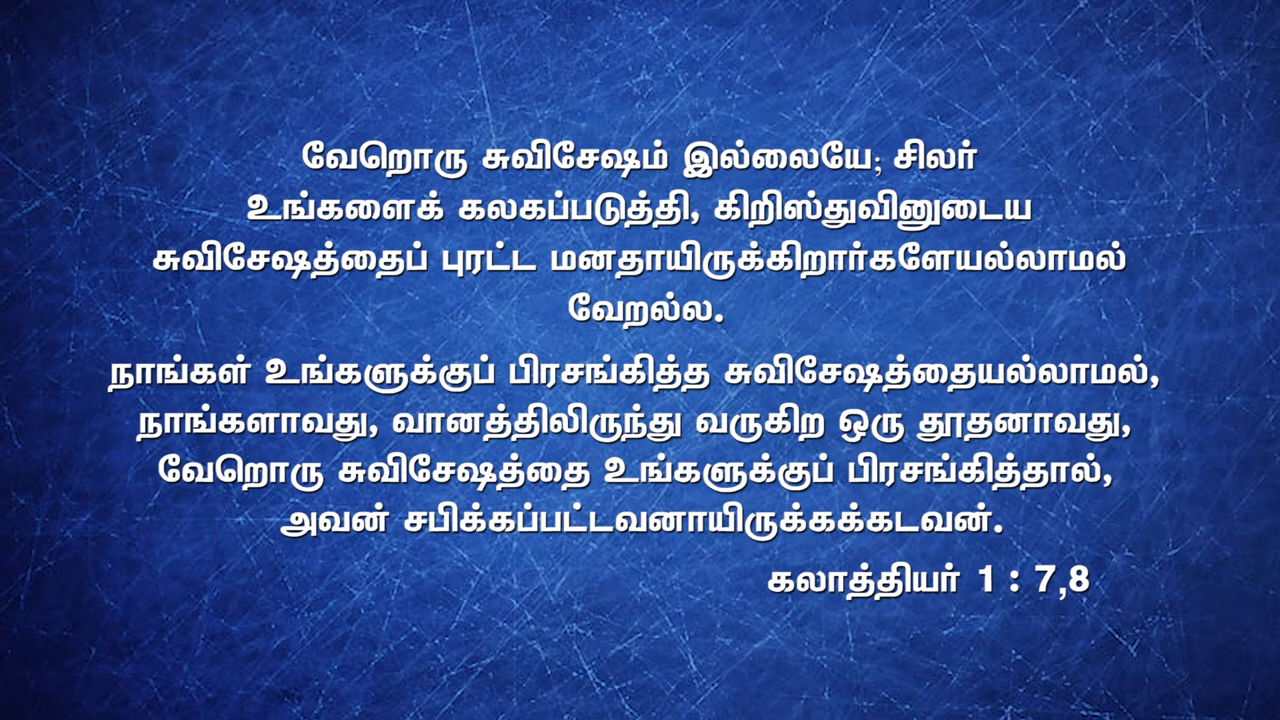 வேறொரு சுவிசேஷம் இல்லையே; சிலர்
உங்களைக் கலகப்படுத்தி, கிறிஸ்துவினுடைய
சுவிசேஷத்தைப் புரட்ட மனதாயிருக்கிறார்களேயல்லாமல்
வேறல்ல.
நாங்கள் உங்களுக்குப் பிரசங்கித்த சுவிசேஷத்தையல்லாமல்,
நாங்களாவது, வானத்திலிருந்து வருகிற ஒரு தூதனாவது,
வேறொரு சுவிசேஷத்தை உங்களுக்குப் பிரசங்கித்தால்,
அவன் சபிக்கப்பட்டவனாயிருக்கக்கடவன்.
கலாத்தியர் 1 : 7,8